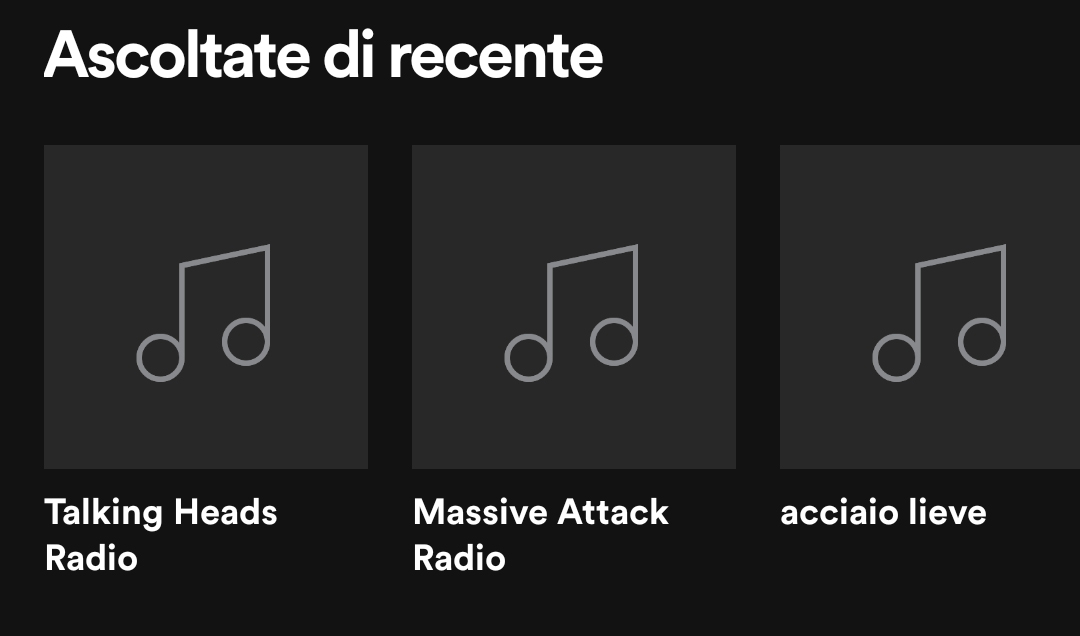 Ascoltate di recente
Talking Heads
Radio
Massive Attack
Radio
acciaio lieve